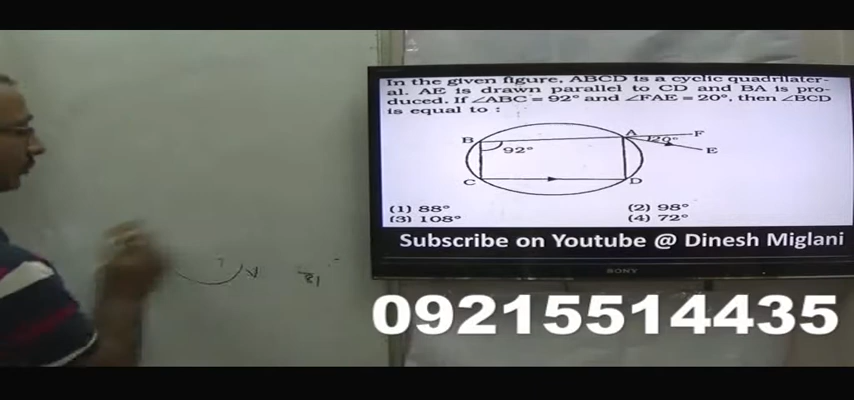 In the given figure, ABCD is a cyclic quadrilater-
al. AE is drawn parallel to CD and BA is pro-
duced. If ∠ABC = 92° and ∠FAE = 20°, then ∠BCD
is equal to :
A
F
B
20°
92°
E
C
D
(1) 88°
(2) 98°
(3) 108°
(4) 72°
Subscribe on Youtube @ Dinesh Miglani
SONY
09215514435